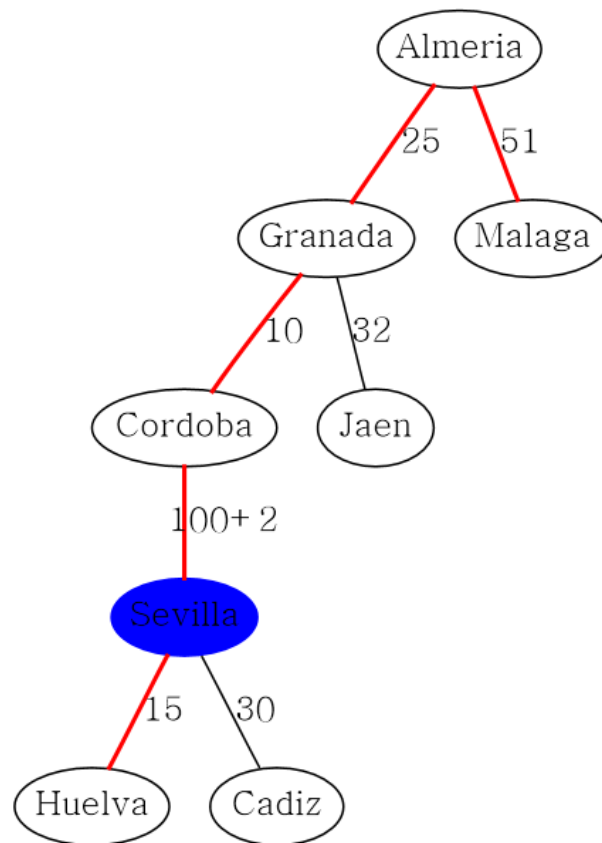 Almeria
25
51
Granada
Malaga
10
32
Cordoba
Jaen
100+ 2
Sevilla
15
30
Huelva
Cadiz